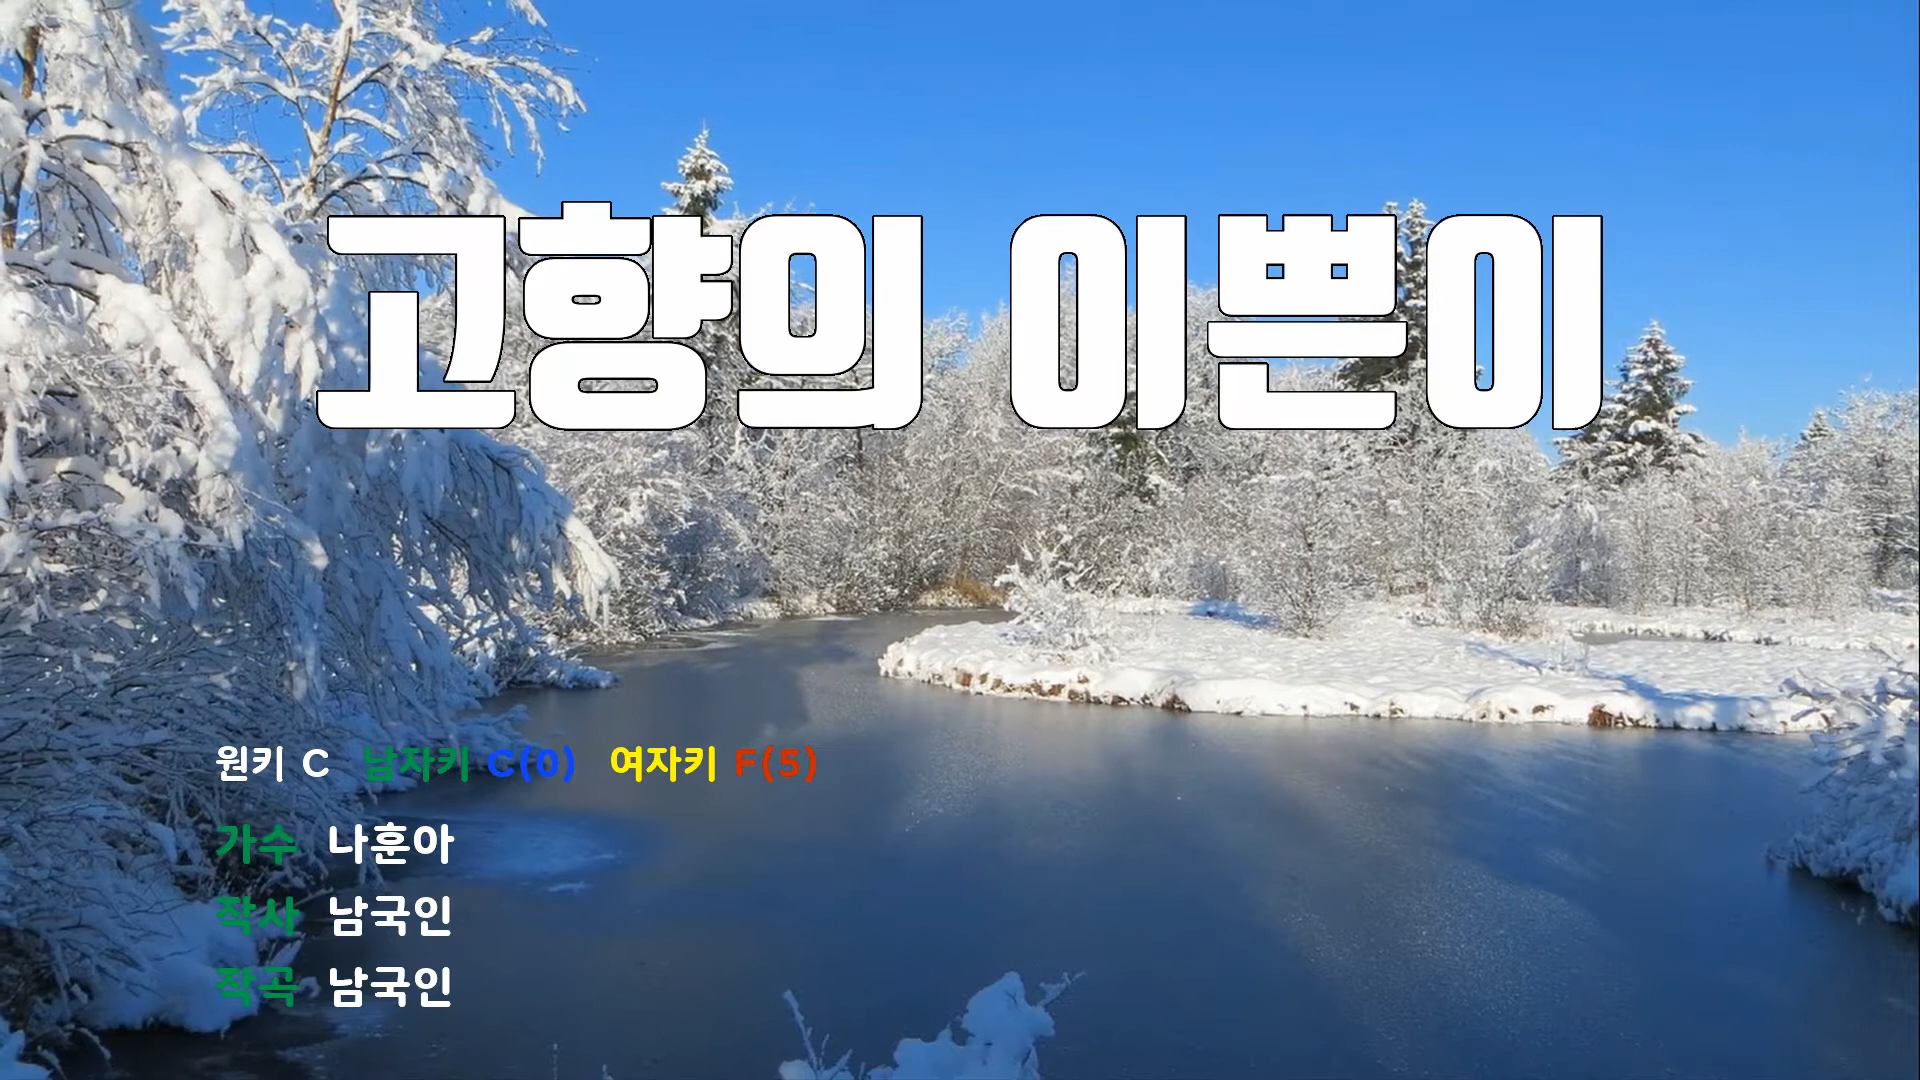 고향의 이쁜이
원키 C 남자키 C(0) 여자키 F(5)
가수 나훈아
작사 남국인
작곡 남국인